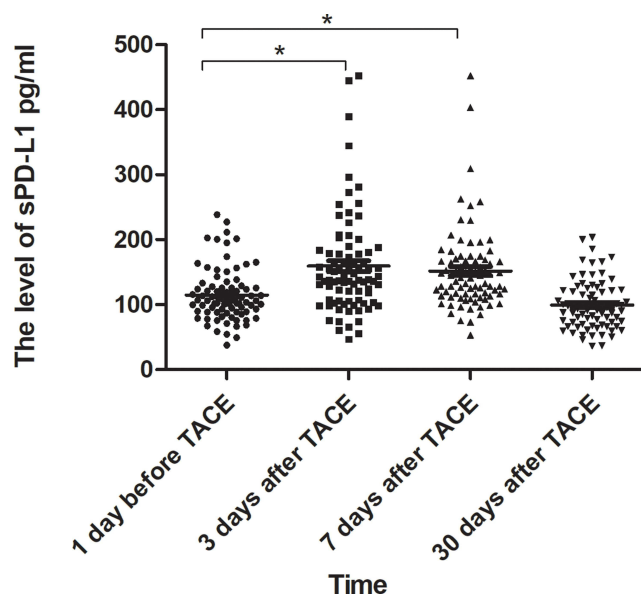 *
*
500
400
300
200
100
0
The level of sPD-L1 pg/ml
1 day before TACE
3 days after TACE
7 days after TACE
30 days after TACE
Time